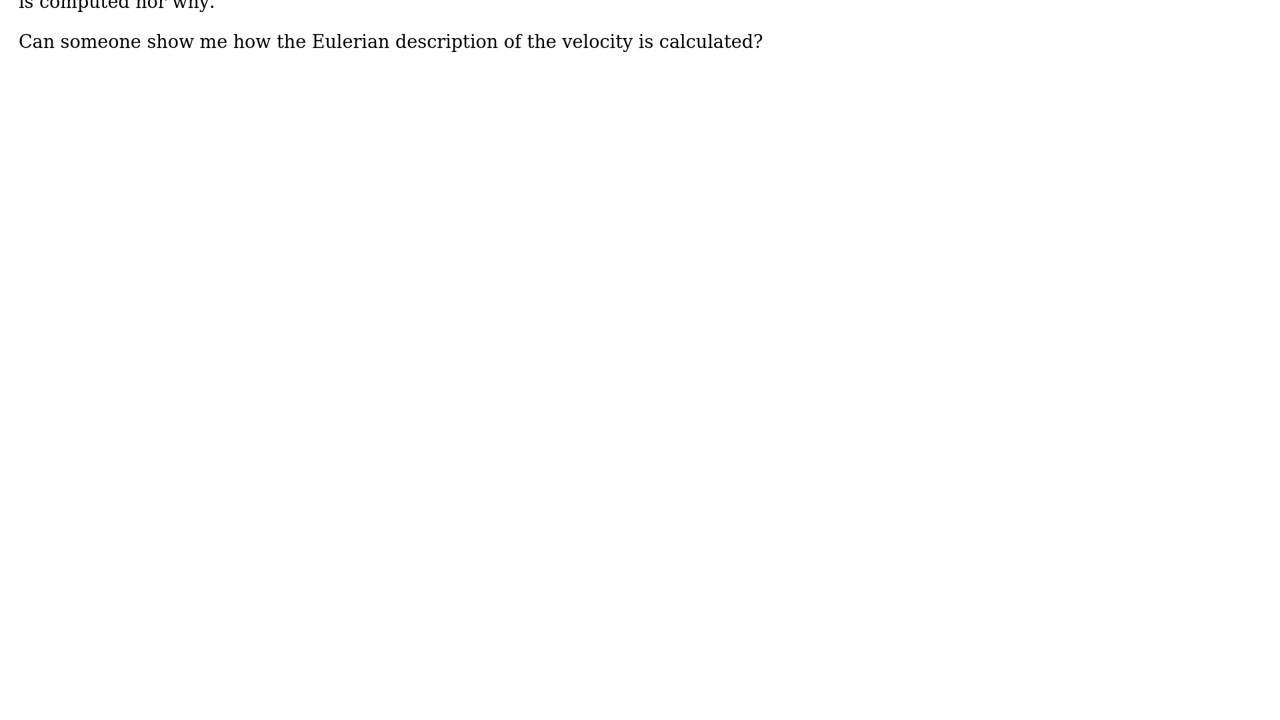 is computed nor why.
Can someone show me how the Eulerian description of the velocity is calculated?